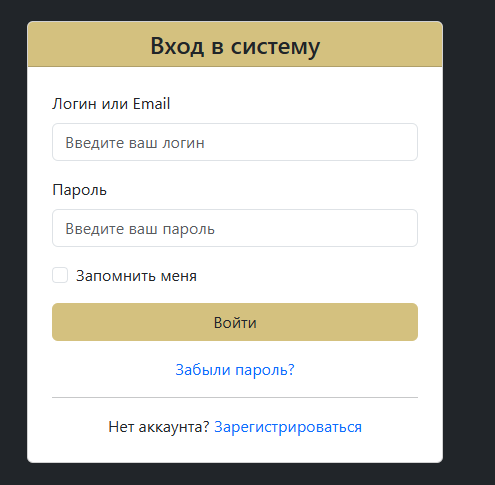 Вход в систему
Логин или Email
Введите ваш логин
Пароль
Введите ваш пароль
Запомнить меня
Войти
Забыли пароль?
Нет аккаунта? Зарегистрироваться